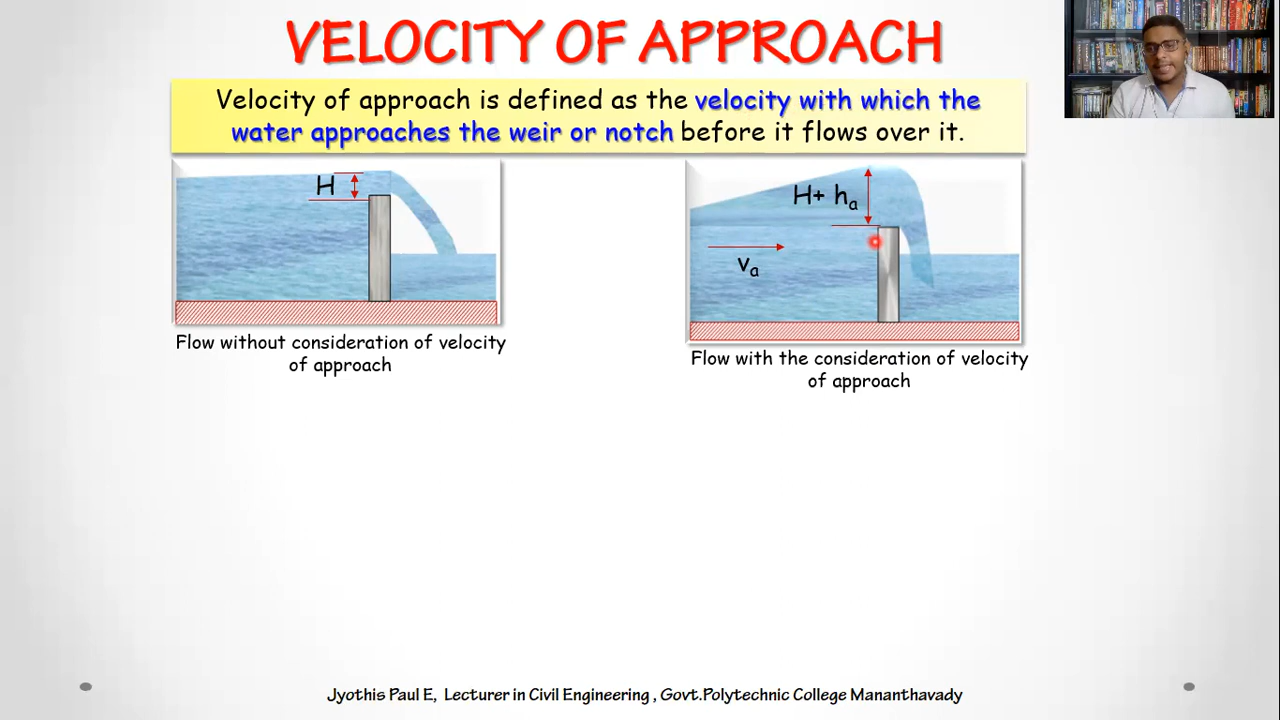 VELOCITY OF APPROACH
Velocity of approach is defined as the velocity with which the
water approaches the weir or notch before it flows over it.
H
H+ ha
va
Flow without consideration of velocity
of approach
Flow with the consideration of velocity
of approach
Jyothis Paul E, Lecturer in Civil Engineering , Govt.Polytechnic College Mananthavady